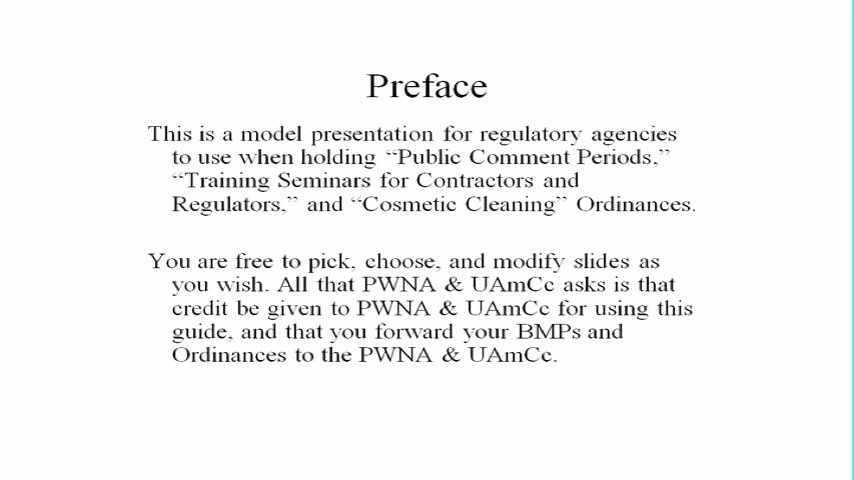 Preface
This is a model presentation for regulatory agencies
to use when holding “Public Comment Periods,”
“Training Seminars for Contractors and
Regulators,” and “Cosmetic Cleaning” Ordinances.
You are free to pick, choose, and modify slides as
you wish. All that PWNA & UAmCc asks is that
credit be given to PWNA & UAmCc for using this
guide, and that you forward your BMPs and
Ordinances to the PWNA & UAmCc.